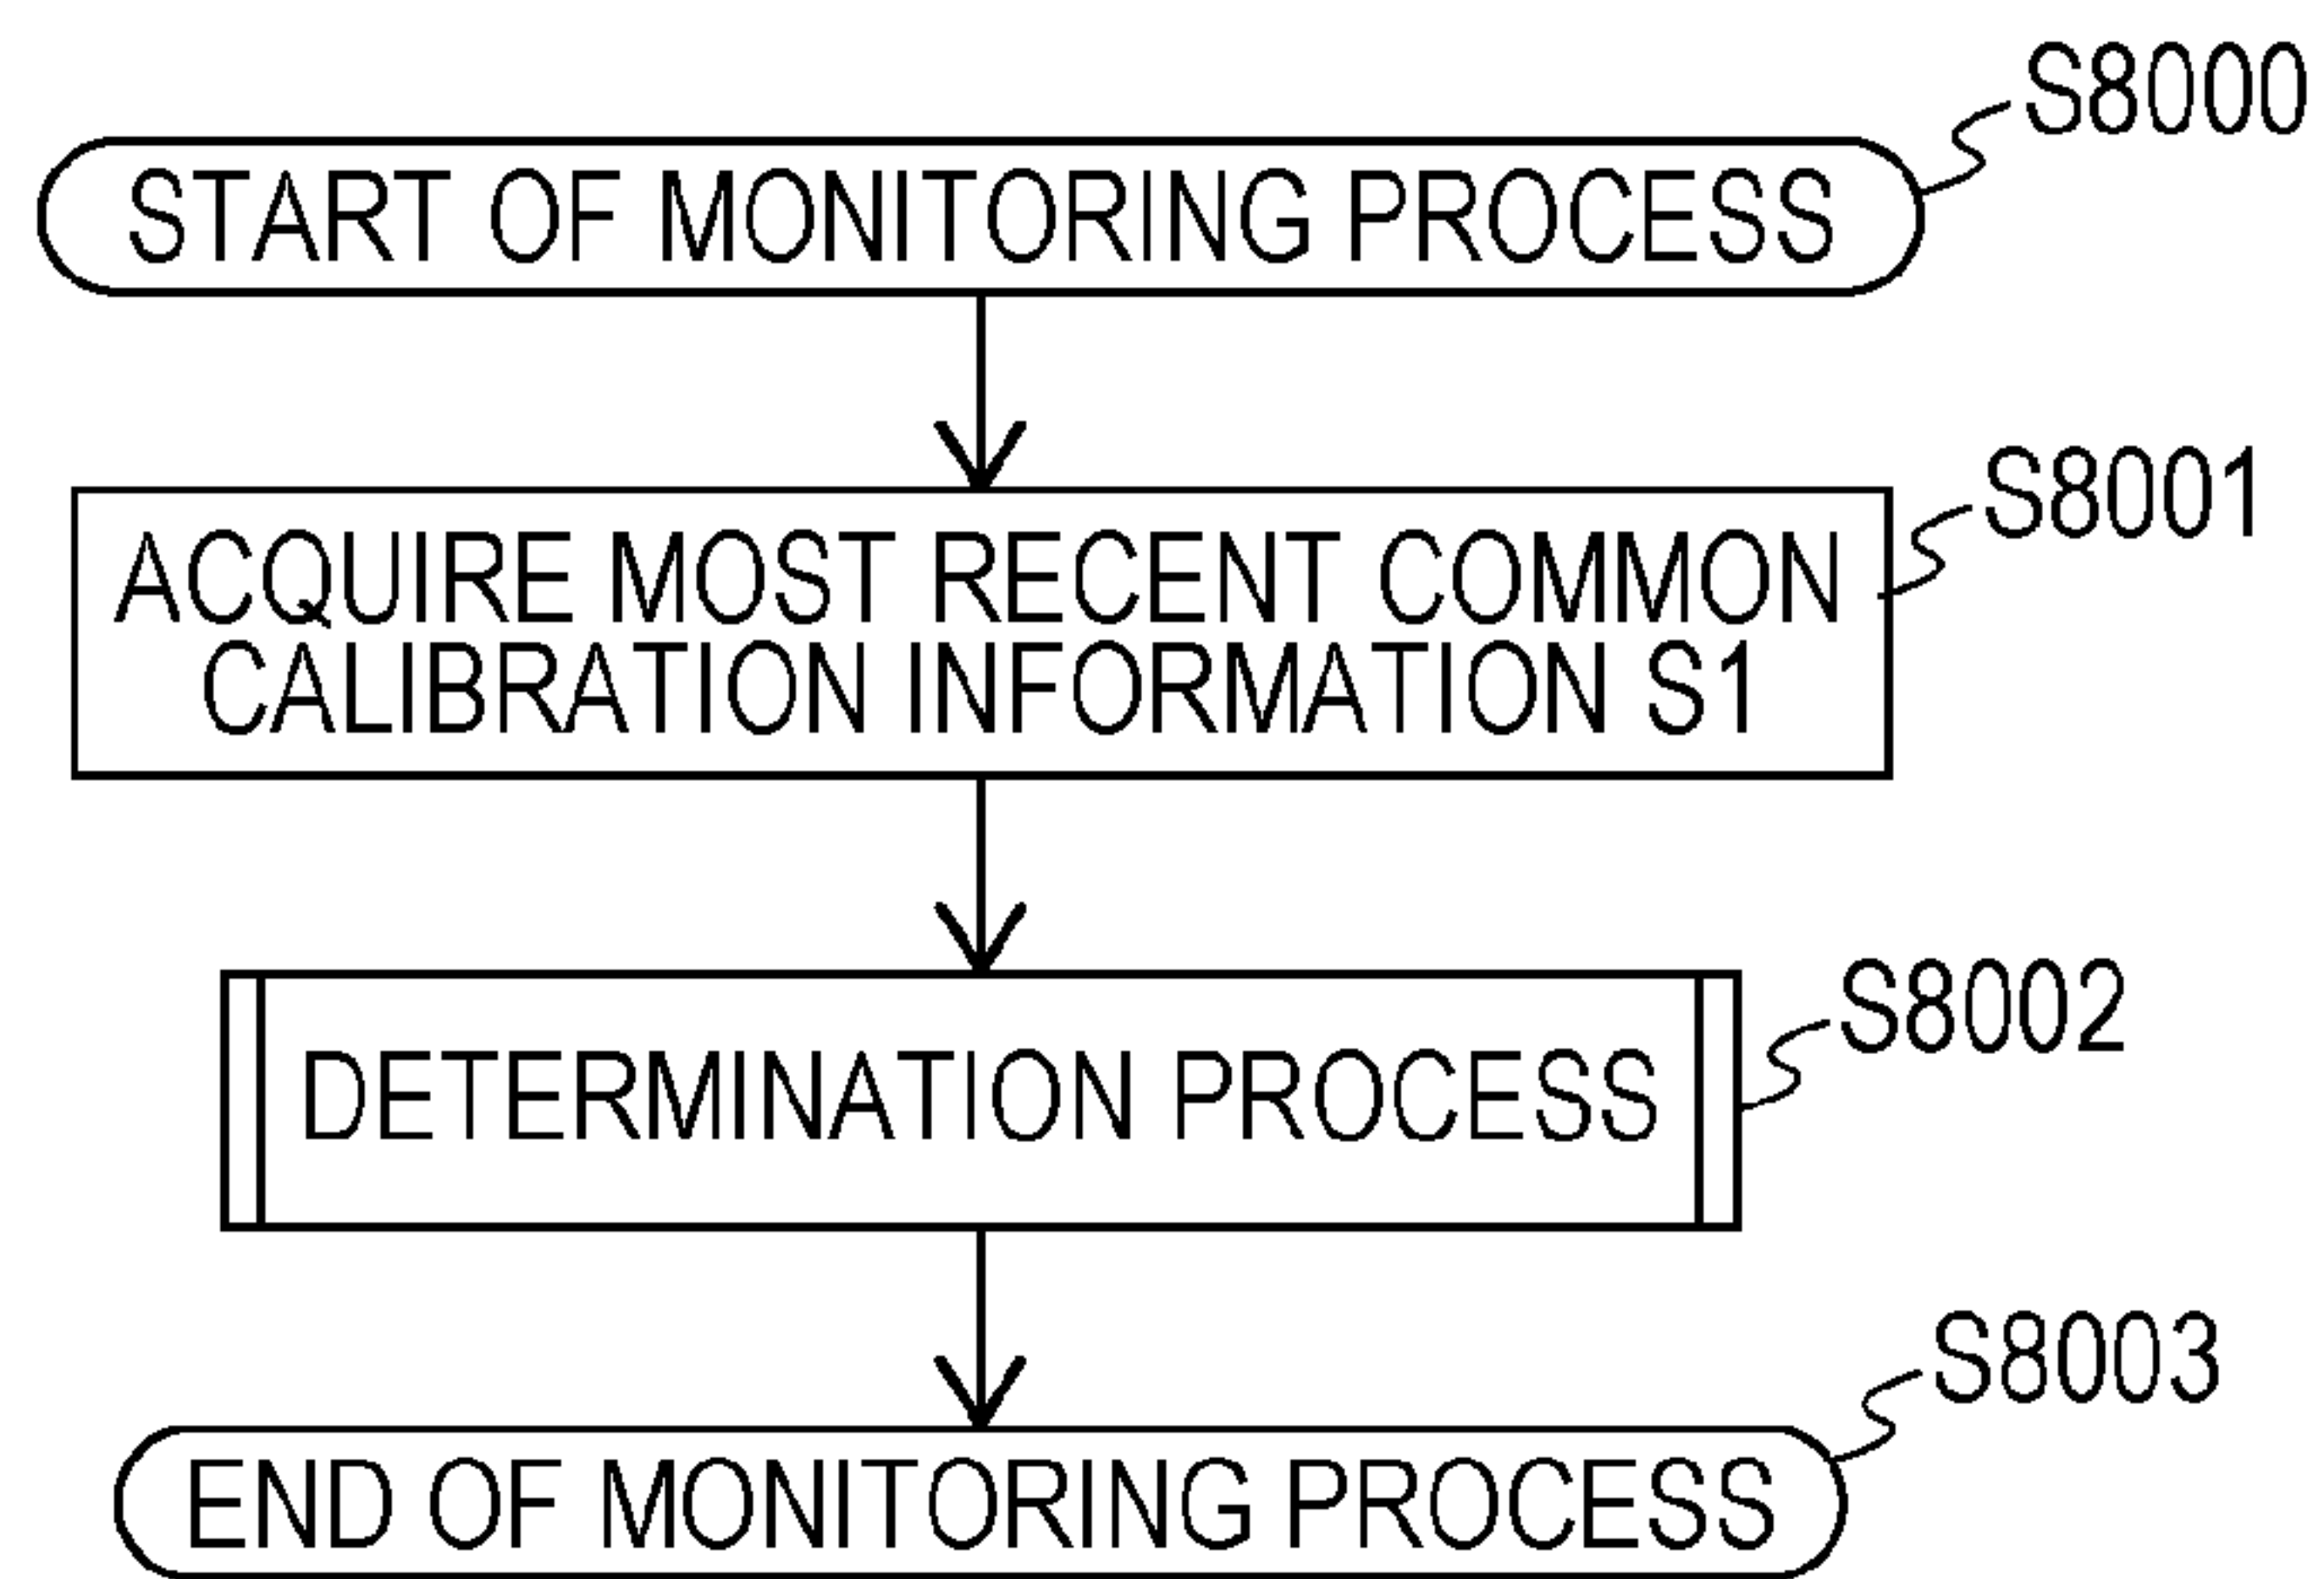 S8000
START OF MONITORING PROCESS
S8001
ACQUIRE MOST RECENT COMMON
CALIBRATION INFORMATION S1
S8002
DETERMINATION PROCESS
S8003
END OF MONITORING PROCESS